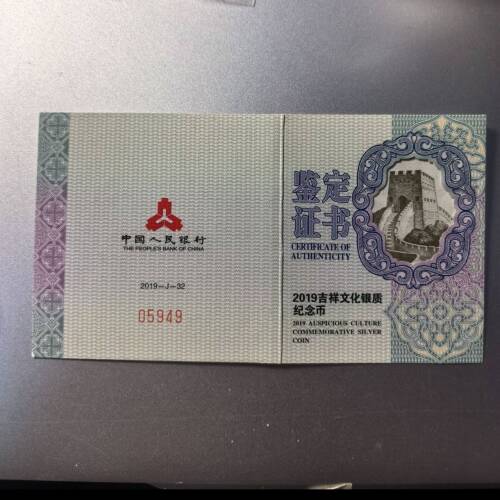 中国人民银行
THE PEOPLE'S BANK OF CHINA
2019-J-32
05949
鉴定
证书
CERTIFICATE OF
AUTHENTICITY
2019吉祥文化银质
纪念币
2019 AUSPICIOUS CULTURE
COMMEMORATIVE SILVER
COIN